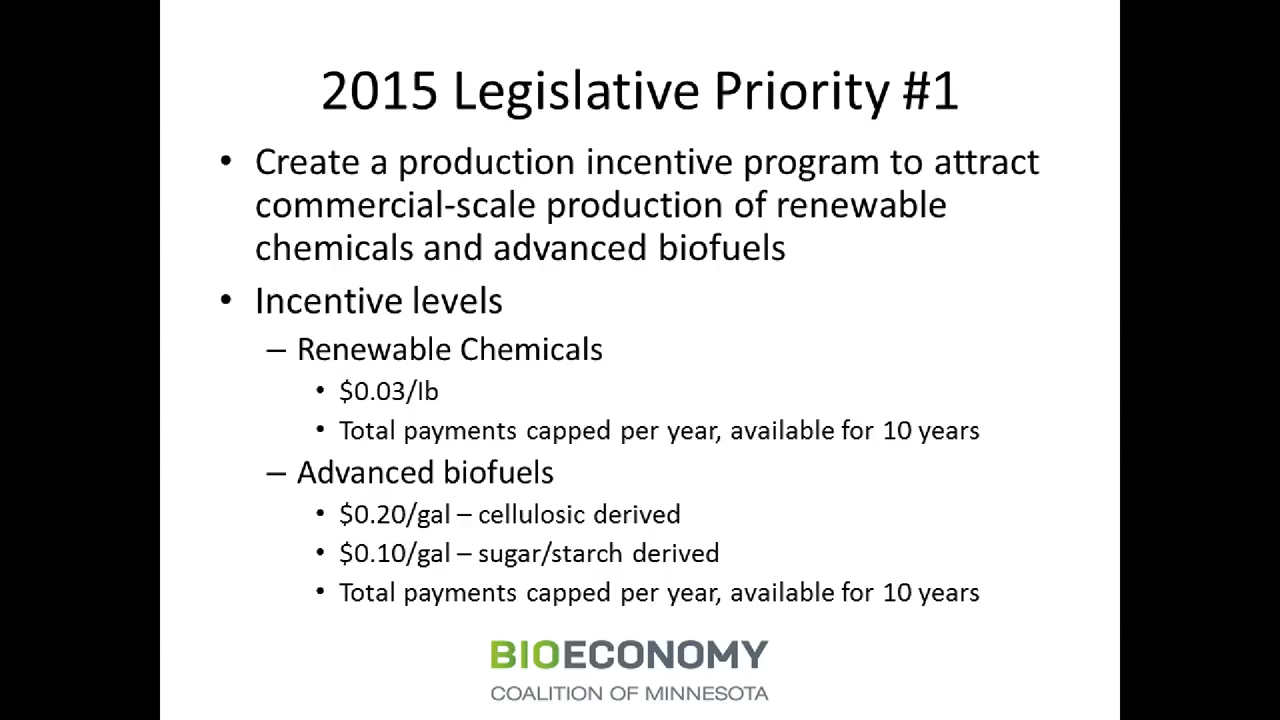 2015 Legislative Priority #1
• Create a production incentive program to attract
commercial-scale production of renewable
chemicals and advanced biofuels
• Incentive levels
– Renewable Chemicals
• $0.03/lb
• Total payments capped per year, available for 10 years
– Advanced biofuels
• $0.20/gal – cellulosic derived
• $0.10/gal – sugar/starch derived
• Total payments capped per year, available for 10 years
BIOECONOMY
COALITION OF MINNESOTA